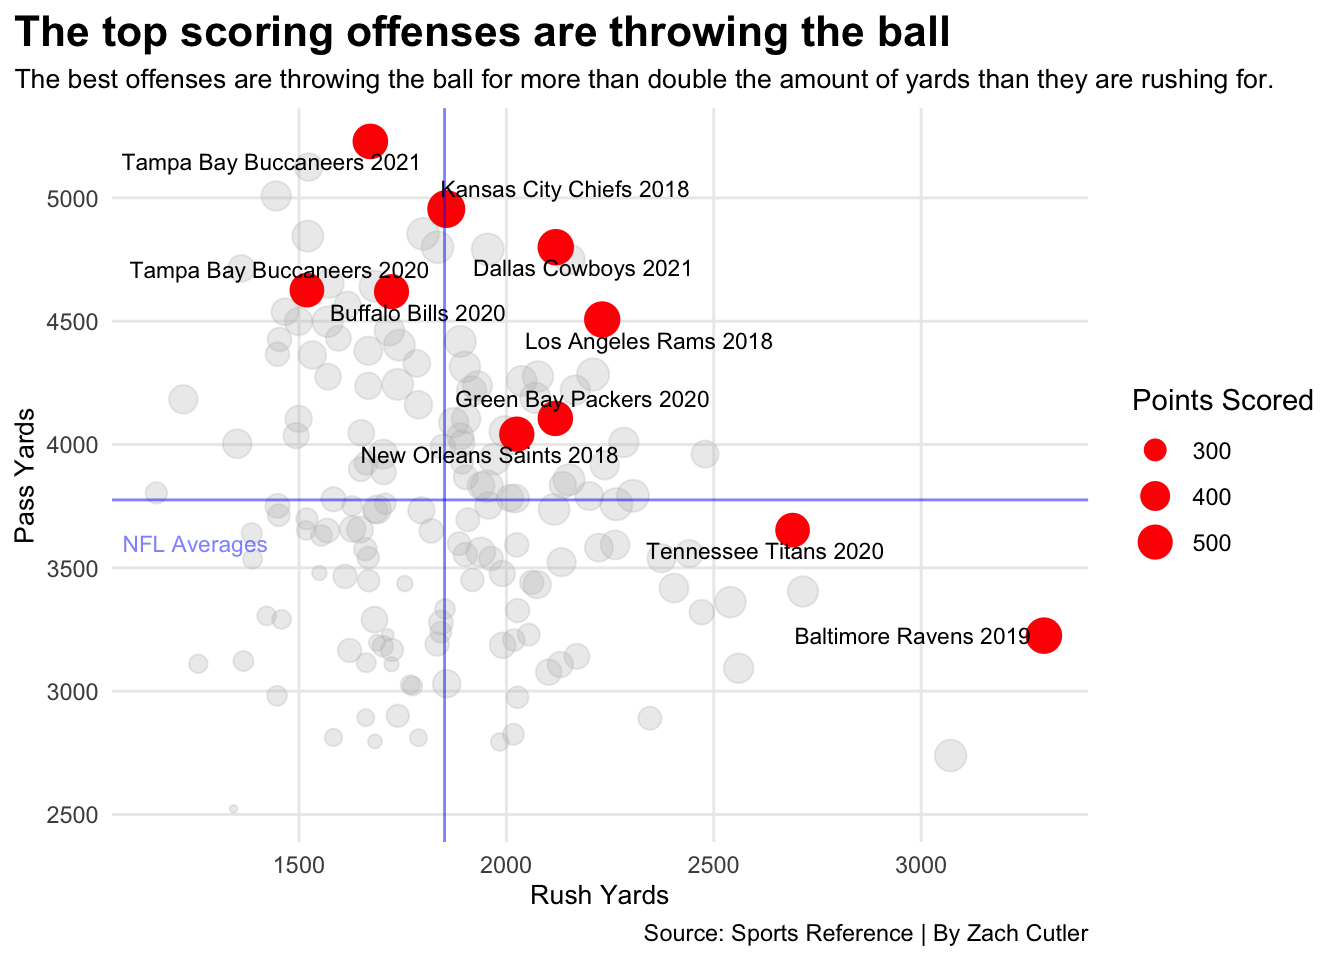 The top scoring offenses are throwing the ball
The best offenses are throwing the ball for more than double the amount of yards than they are rushing for.
Tampa Bay Buccaneers 2021
Kansas City Chiefs 2018
Dallas Cowboys 2021
Tampa Bay Buccaneers 2020
Buffalo Bills 2020
Los Angeles Rams 2018
Green Bay Packers 2020
New Orleans Saints 2018
NFL Averages
Tennessee Titans 2020
Baltimore Ravens 2019
Pass Yards
5000
4500
4000
3500
3000
2500
1500
2000
2500
3000
Rush Yards
Points Scored
300
400
500
Source: Sports Reference | By Zach Cutler